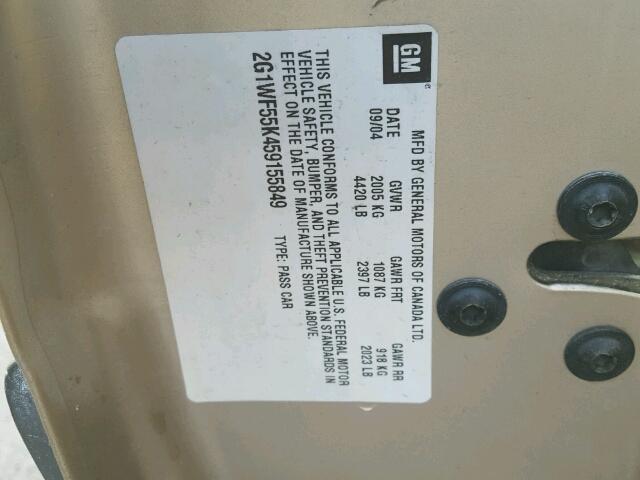 GM
MFD BY GENERAL MOTORS OF CANADA LTD.
DATE GVWR GAWR FRT GAWR RR
09/04 2005 KG 1087 KG 918 KG
4420 LB 2397 LB 2023 LB
THIS VEHICLE CONFORMS TO ALL APPLICABLE U.S. FEDERAL MOTOR
VEHICLE SAFETY, BUMPER, AND THEFT PREVENTION STANDARDS IN
EFFECT ON THE DATE OF MANUFACTURE SHOWN ABOVE.
2G1WF55K459155849 TYPE: PASS CAR